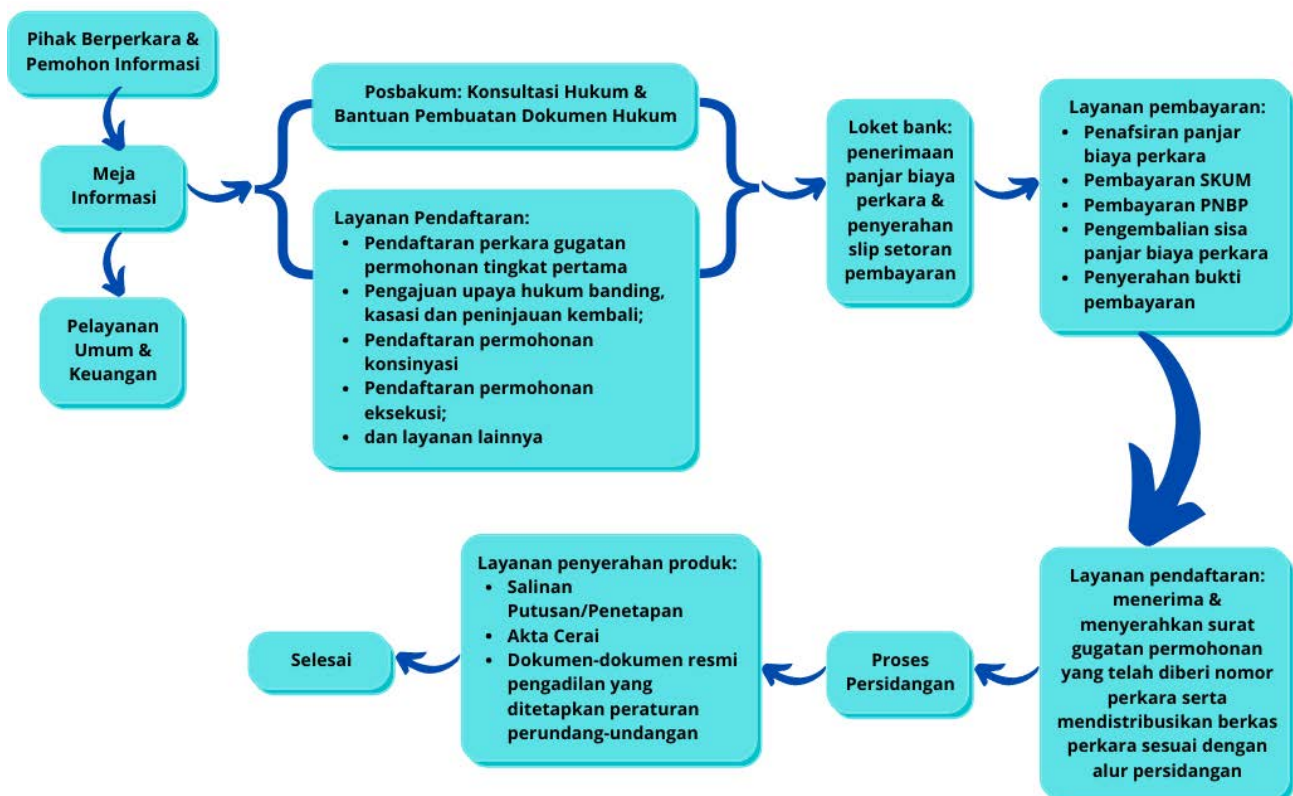 Pihak Berperkara &
Pemohon Informasi
Meja
Informasi
Pelayanan
Umum &
Keuangan
Posbakum: Konsultasi Hukum &
Bantuan Pembuatan Dokumen Hukum
Layanan Pendaftaran:
• Pendaftaran perkara gugatan
permohonan tingkat pertama
• Pengajuan upaya hukum banding,
kasasi dan peninjauan kembali;
• Pendaftaran permohonan
konsinyasi
• Pendaftaran permohonan
eksekusi;
• dan layanan lainnya
Loket bank:
penerimaan
panjar biaya
perkara &
penyerahan
slip setoran
pembayaran
Layanan pembayaran:
• Penafsiran panjar
biaya perkara
• Pembayaran SKUM
• Pembayaran PNBP
• Pengembalian sisa
panjar biaya perkara
• Penyerahan bukti
pembayaran
Layanan pendaftaran:
menerima &
menyerahkan surat
gugatan permohonan
yang telah diberi nomor
perkara serta
mendistribusikan berkas
perkara sesuai dengan
alur persidangan
Proses
Persidangan
Layanan penyerahan produk:
• Salinan
Putusan/Penetapan
• Akta Cerai
• Dokumen-dokumen resmi
pengadilan yang
ditetapkan peraturan
perundang-undangan
Selesai